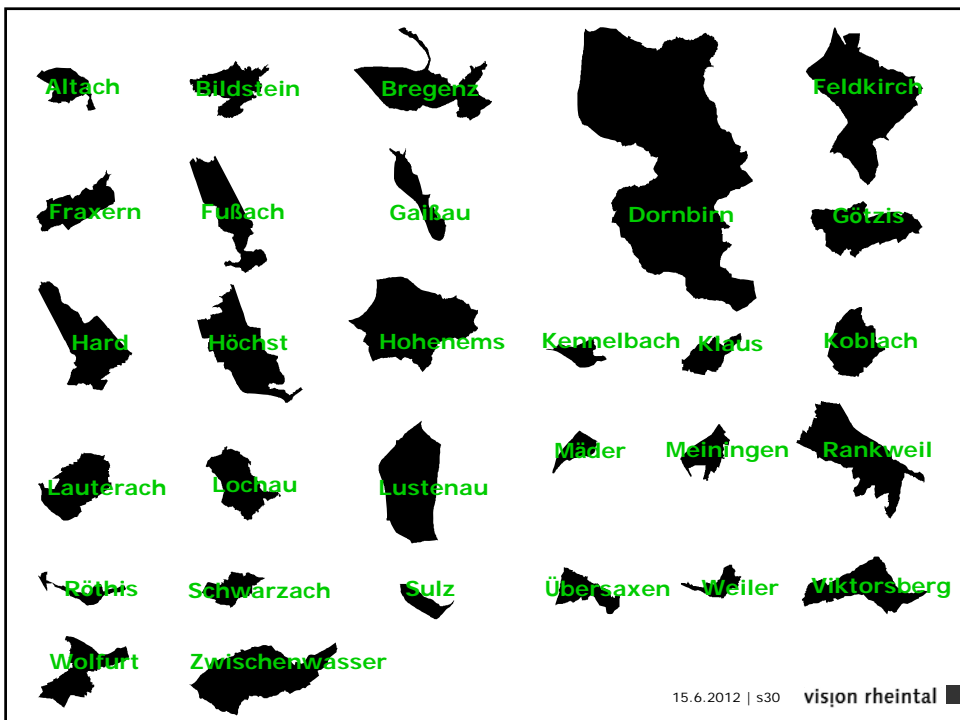 Altach
Bildstein
Bregenz
Feldkirch
Fraxern
Fußach
Gaißau
Dornbirn
Götzis
Hard
Höchst
Hohenems
Kennelbach
Klaus
Koblach
Lauterach
Lochau
Lustenau
Mäder
Meiningen
Rankweil
Röthis
Schwarzach
Sulz
Übersaxen
Weiler
Viktorsberg
Wolfurt
Zwischenwasser
15.6.2012 | s30
vision rheintal